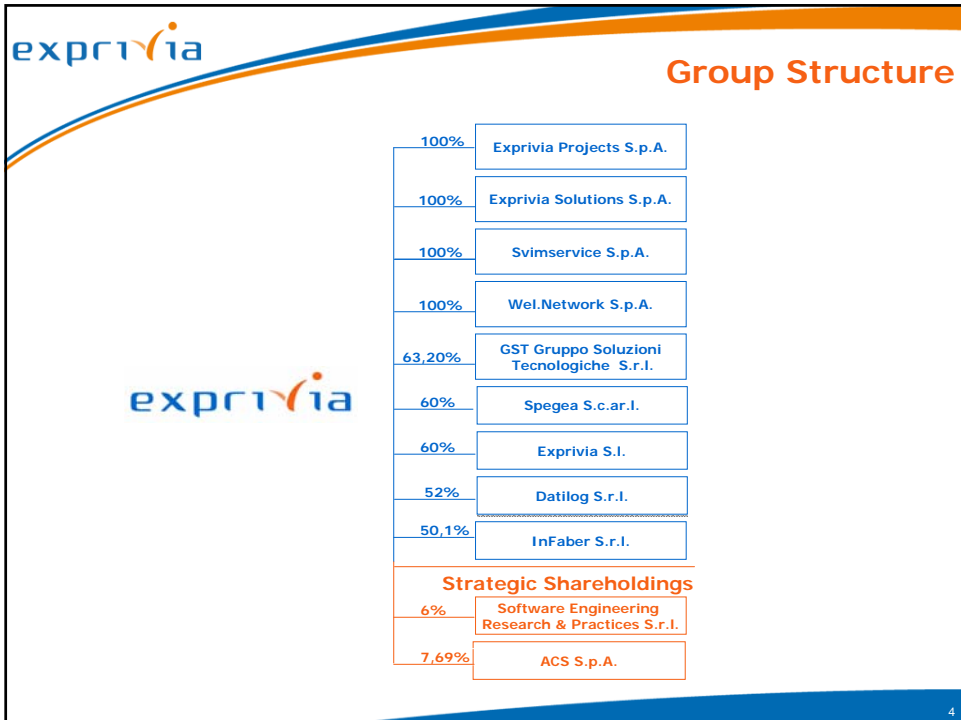 exprivia
Group Structure
100%
Exprivia Projects S.p.A.
100%
Exprivia Solutions S.p.A.
100%
Svimservice S.p.A.
100%
Wel.Network S.p.A.
63,20%
GST Gruppo Soluzioni
Tecnologiche S.r.l.
exprivia
60%
Spegea S.c.ar.l.
60%
Exprivia S.l.
52%
Datilog S.r.l.
50,1%
InFaber S.r.l.
Strategic Shareholdings
6%
Software Engineering
Research & Practices S.r.l.
7,69%
ACS S.p.A.
4